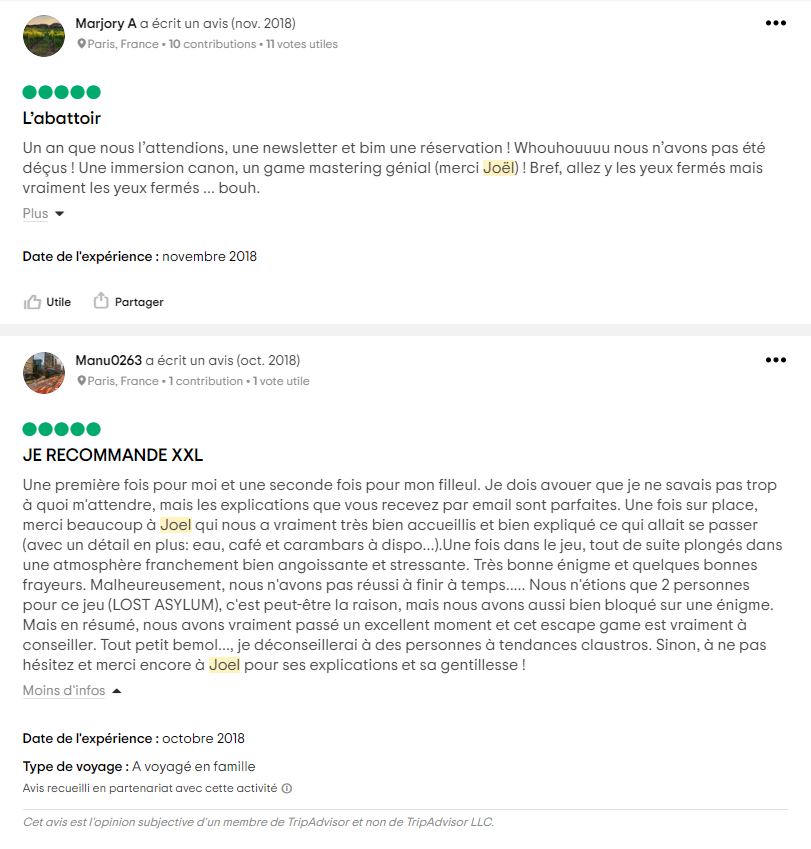 Marjory A a écrit un avis (nov. 2018)
Paris, France • 10 contributions • 11 votes utiles
L’abattoir
Un an que nous l’attendions, une newsletter et bim une réservation ! Whouhouuuu nous n’avons pas été
déçus ! Une immersion canon, un game mastering génial (merci Joël) ! Bref, allez y les yeux fermés mais
vraiment les yeux fermés ... bouh.
Plus
Date de l'expérience : novembre 2018
Utile Partager
Manu0263 a écrit un avis (oct. 2018)
Paris, France • 1 contribution • 1 vote utile
JE RECOMMANDE XXL
Une première fois pour moi et une seconde fois pour mon filleul. Je dois avouer que je ne savais pas trop
à quoi m'attendre, mais les explications que vous recevez par email sont parfaites. Une fois sur place,
merci beaucoup à Joel qui nous a vraiment très bien accueillis et bien expliqué ce qui allait se passer
(avec un détail en plus: eau, café et carambars à dispo...).Une fois dans le jeu, tout de suite plongés dans
une atmosphère franchement bien angoissante et stressante. Très bonne énigme et quelques bonnes
frayeurs. Malheureusement, nous n'avons pas réussi à finir à temps..... Nous n'étions que 2 personnes
pour ce jeu (LOST ASYLUM), c'est peut-être la raison, mais nous avons aussi bien bloqué sur une énigme.
Mais en résumé, nous avons vraiment passé un excellent moment et cet escape game est vraiment à
conseiller. Tout petit bemol..., je déconseillerai à des personnes à tendances claustros. Sinon, à ne pas
hésitez et merci encore à Joel pour ses explications et sa gentillesse !
Moins d'infos
Date de l'expérience : octobre 2018
Type de voyage : A voyagé en famille
Avis recueilli en partenariat avec cette activité
Cet avis est l'opinion subjective d'un membre de TripAdvisor et non de TripAdvisor LLC.